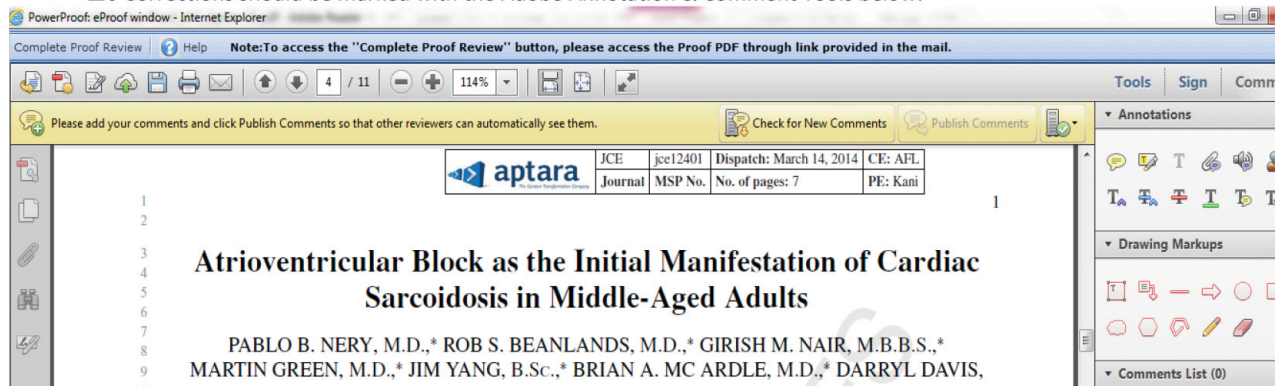 PowerProof: eProof window - Internet Explorer
Complete Proof Review Help Note:To access the "Complete Proof Review" button, please access the Proof PDF through link provided in the mail.
4 / 11 114% Tools Sign
Please add your comments and click Publish Comments so that other reviewers can automatically see them. Check for New Comments Publish Comments
Annotations
aptara
JCE jce12401 Dispatch: March 14, 2014 CE: AFL
Journal MSP No. No. of pages: 7 PE: Kani
1 1
2
3
Atrioventricular Block as the Initial Manifestation of Cardiac
4
5
Sarcoidosis in Middle-Aged Adults
6
7
8 PABLO B. NERY, M.D.,* ROB S. BEANLANDS, M.D.,* GIRISH M. NAIR, M.B.B.S.,*
9 MARTIN GREEN, M.D.,* JIM YANG, B.Sc.,* BRIAN A. MC ARDLE, M.D.,* DARRYL DAVIS,
Drawing Markups
Comments List (0)